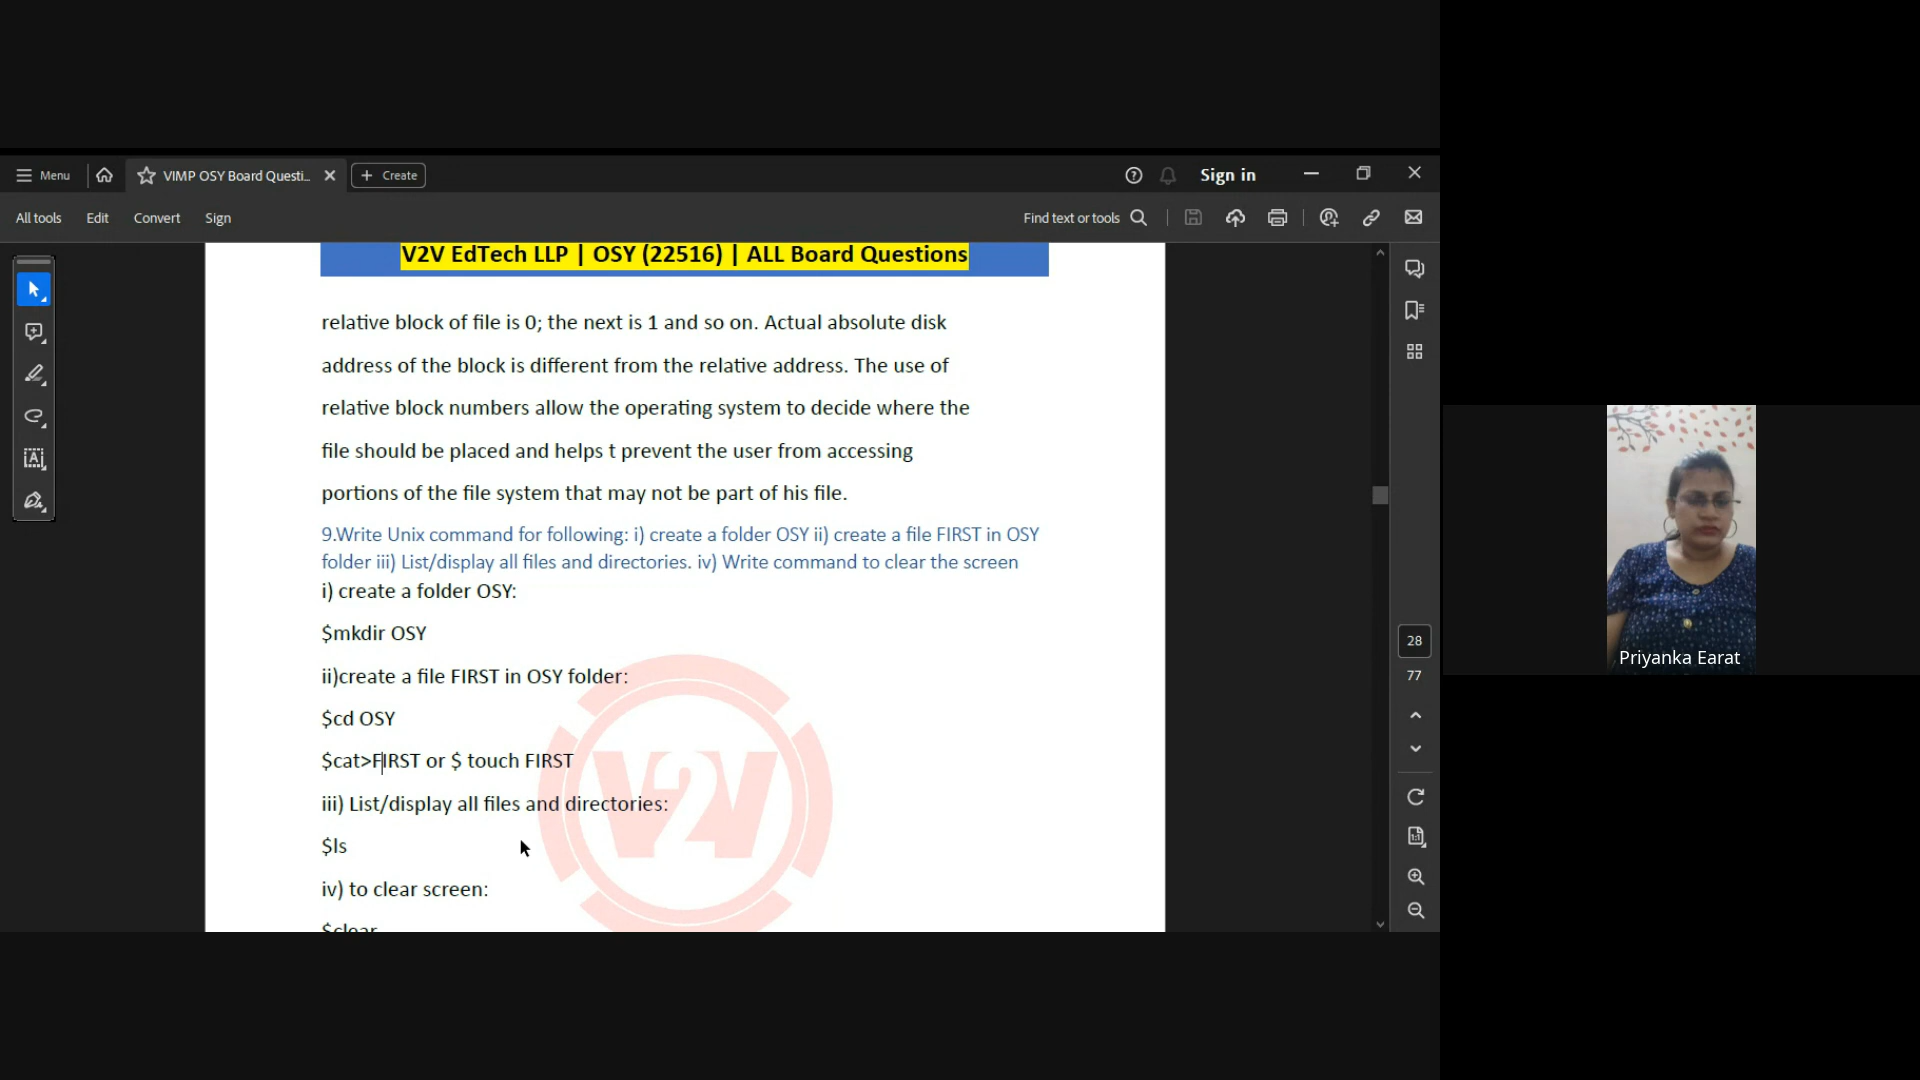 Menu
VIMP OSY Board Questi...
Create
Sign in
All tools
Edit
Convert
Sign
Find text or tools
V2V EdTech LLP | OSY (22516) | ALL Board Questions
relative block of file is 0; the next is 1 and so on. Actual absolute disk
address of the block is different from the relative address. The use of
relative block numbers allow the operating system to decide where the
file should be placed and helps t prevent the user from accessing
portions of the file system that may not be part of his file.
9.Write Unix command for following: i) create a folder OSY ii) create a file FIRST in OSY
folder iii) List/display all files and directories. iv) Write command to clear the screen
i) create a folder OSY:
$mkdir OSY
ii)create a file FIRST in OSY folder:
$cd OSY
$cat>FIRST or $ touch FIRST
iii) List/display all files and directories:
$ls
iv) to clear screen:
$clear
V2V
28
77
Priyanka Earat